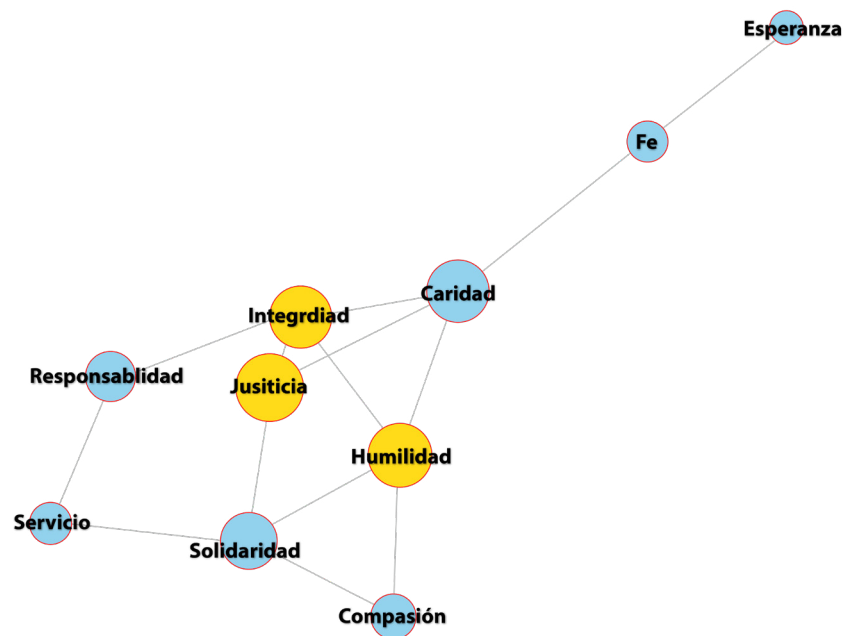 Esperanza
Fe
Caridad
Integrdiad
Responsablidad
Jusiticia
Humilidad
Servicio
Solidaridad
Compasión